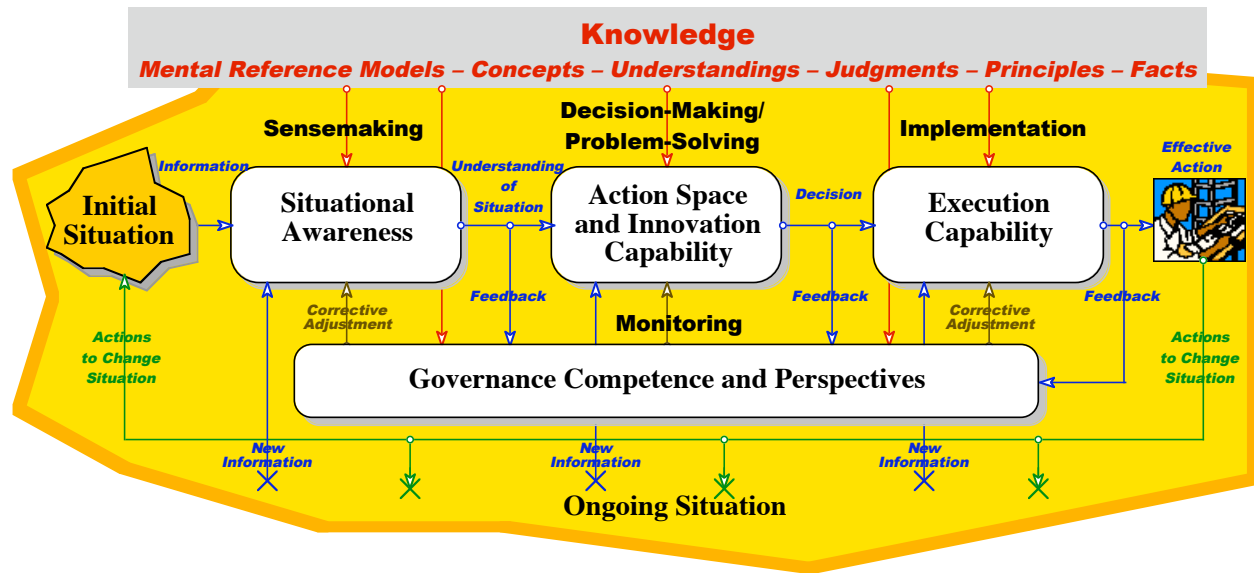 Knowledge
Mental Reference Models – Concepts – Understandings – Judgments – Principles – Facts
Sensemaking
Decision-Making/
Problem-Solving
Implementation
Information
Understanding
of
Situation
Decision
Effective
Action
Initial
Situation
Situational
Awareness
Action Space
and Innovation
Capability
Execution
Capability
Feedback
Feedback
Feedback
Corrective
Adjustment
Monitoring
Corrective
Adjustment
Actions
to Change
Situation
Actions
to Change
Situation
Governance Competence and Perspectives
New
Information
New
Information
New
Information
Ongoing Situation